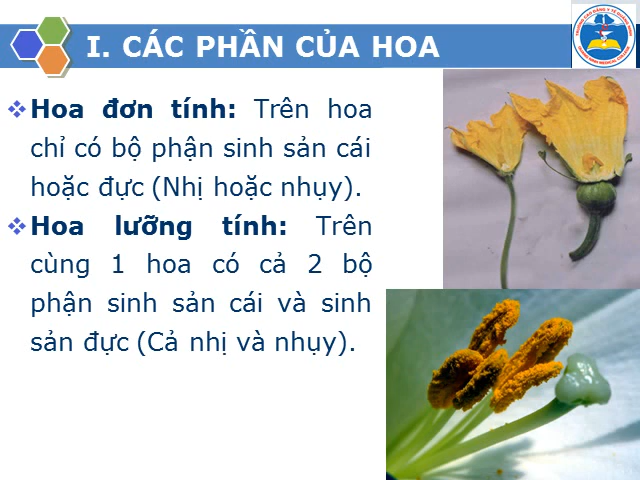 I. CÁC PHẦN CỦA HOA
Hoa đơn tính: Trên hoa
chỉ có bộ phận sinh sản cái
hoặc đực (Nhị hoặc nhụy).
Hoa lưỡng tính: Trên
cùng 1 hoa có cả 2 bộ
phận sinh sản cái và sinh
sản đực (Cả nhị và nhụy).